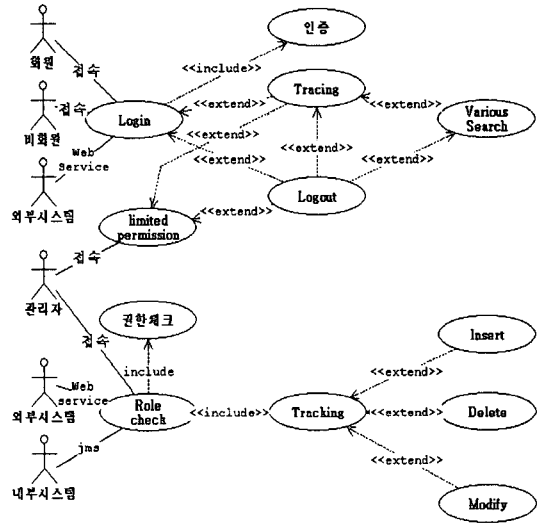 인증
<<include>>
회원
접속
Tracing
<<extend>>
<<extend>>
접속
Login
<<extend>>
Various
Search
비회원
Web
Service
<<extend>>
<<extend>>
<<extend>>
Logout
외부시스템
limited
permission
<<extend>>
접속
관리자
권한체크
접속
Insert
include
<<extend>>
Web
service
외부시스템
Role
check
<<include>>
Tracking
<<extend>>
Delete
jms
<<extend>>
내부시스템
Modify